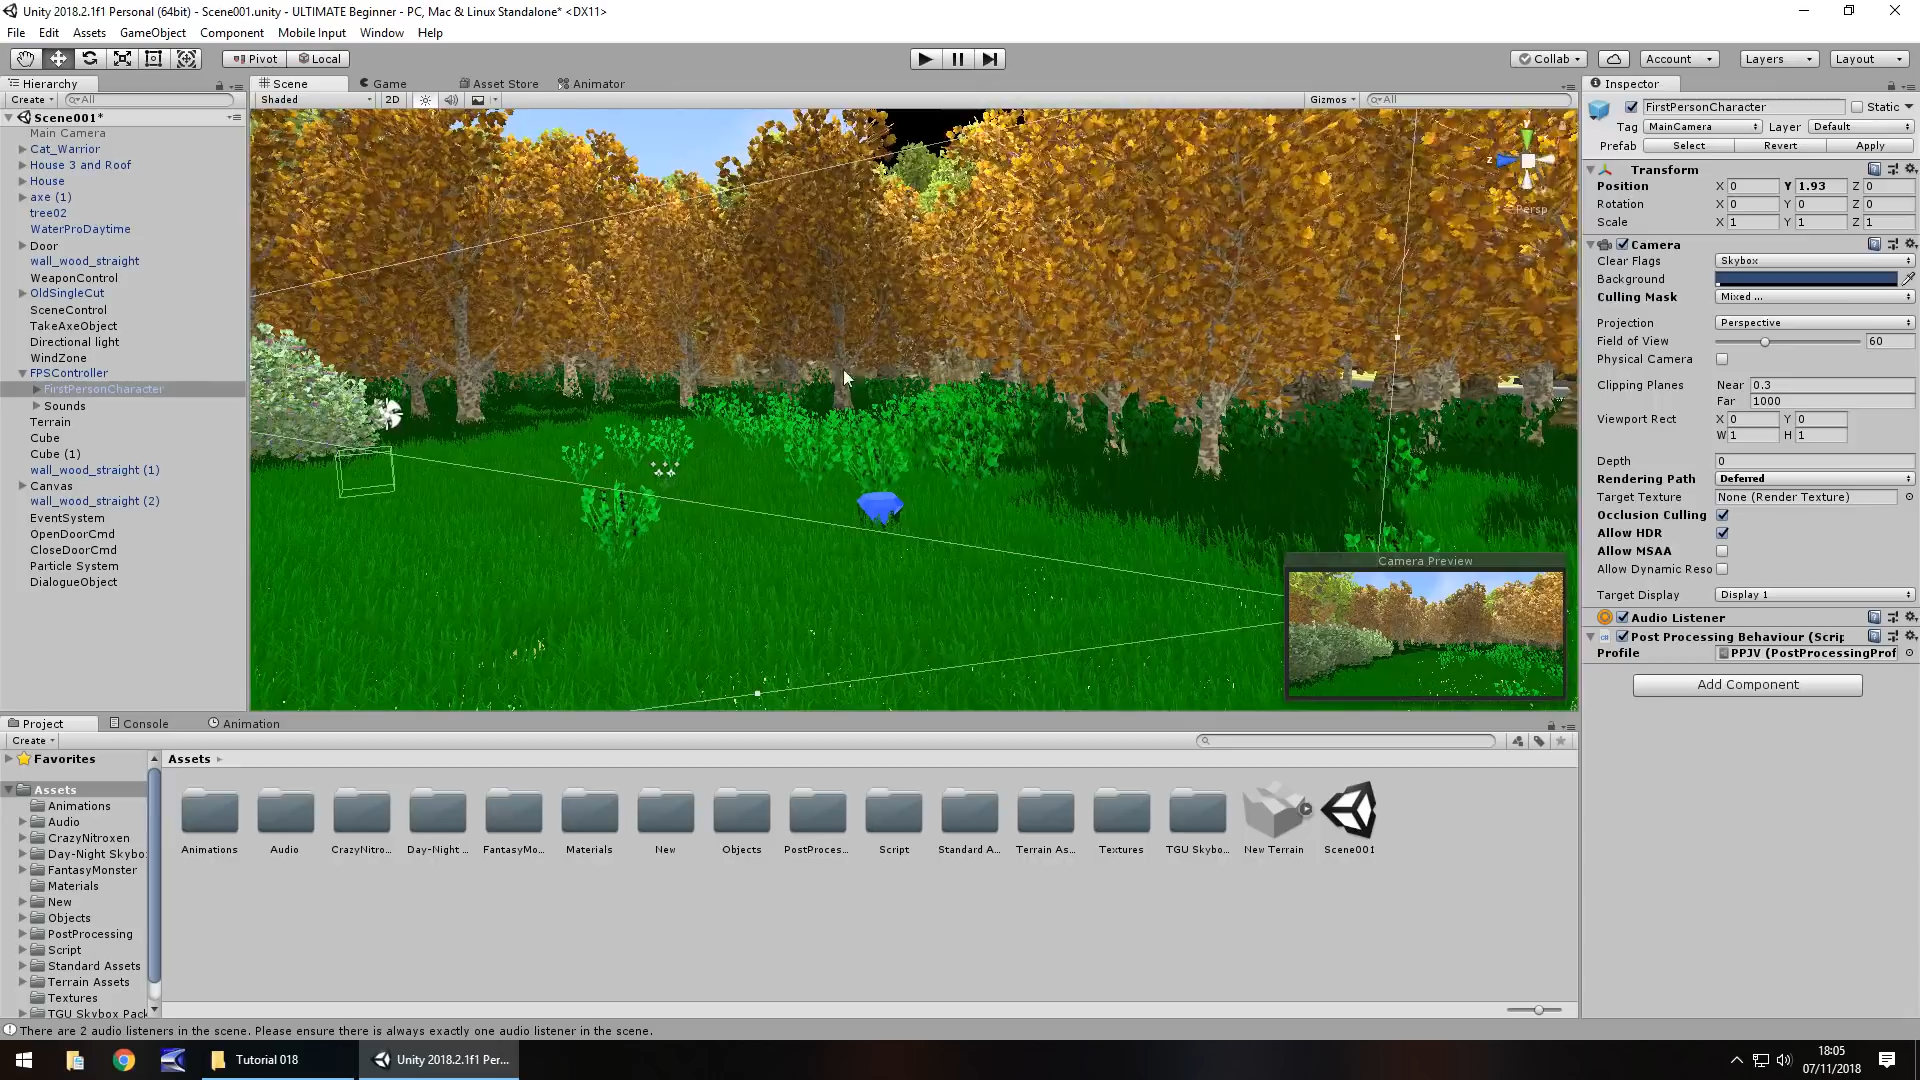 Unity 2018.2.1f1 Personal (64bit) - Scene001.unity - ULTIMATE Beginner - PC, Mac & Linux Standalone* <DX11>
File Edit Assets GameObject Component Mobile Input Window Help
Pivot Local Collab Account Layers Layout
Hierarchy
Create All
Scene001*
Main Camera
Cat_Warrior
House 3 and Roof
House
axe (1)
tree02
WaterProDaytime
Door
wall_wood_straight
WeaponControl
OldSingleCut
SceneControl
TakeAxeObject
Directional light
WindZone
FPSController
FirstPersonCharacter
Sounds
Terrain
Cube
Cube (1)
wall_wood_straight (1)
Canvas
wall_wood_straight (2)
EventSystem
OpenDoorCmd
CloseDoorCmd
Particle System
DialogueObject
Scene Game Asset Store Animator
Shaded 2D Gizmos All
y
z
Persp
Camera Preview
Inspector
FirstPersonCharacter Static
Tag MainCamera Layer Default
Prefab Select Revert Apply
Transform
Position X 0 Y 1.93 Z 0
Rotation X 0 Y 0 Z 0
Scale X 1 Y 1 Z 1
Camera
Clear Flags Skybox
Background
Culling Mask Mixed ...
Projection Perspective
Field of View 60
Physical Camera
Clipping Planes Near 0.3
Far 1000
Viewport Rect X 0 Y 0
W 1 H 1
Depth 0
Rendering Path Deferred
Target Texture None (Render Texture)
Occlusion Culling
Allow HDR
Allow MSAA
Allow Dynamic Reso
Target Display Display 1
Audio Listener
Post Processing Behaviour (Scrip
Profile PPJV (PostProcessingProf
Add Component
Project Console Animation
Create
Favorites
Assets
Animations
Audio
CrazyNitroxen
Day-Night Skybo
FantasyMonster
Materials
New
Objects
PostProcessing
Script
Standard Assets
Terrain Assets
Textures
TGU Skybox Pack
Assets
Animations Audio CrazyNitro... Day-Night ... FantasyMo... Materials New Objects PostProces... Script Standard A... Terrain As... Textures TGU Skybo... New Terrain Scene001
There are 2 audio listeners in the scene. Please ensure there is always exactly one audio listener in the scene.
Tutorial 018 Unity 2018.2.1f1 Per...
18:05
07/11/2018